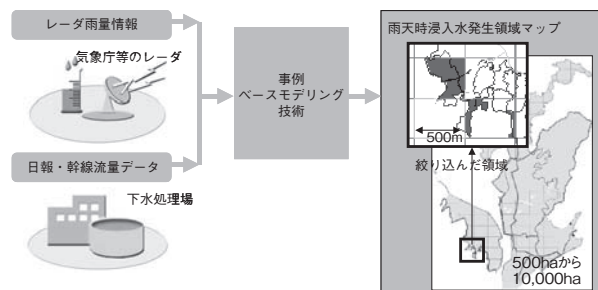 レーダ雨量情報
気象庁等のレーダ
日報・幹線流量データ
下水処理場
事例
ベースモデリング
技術
雨天時浸入水発生領域マップ
500m
絞り込んだ領域
500haから
10,000ha